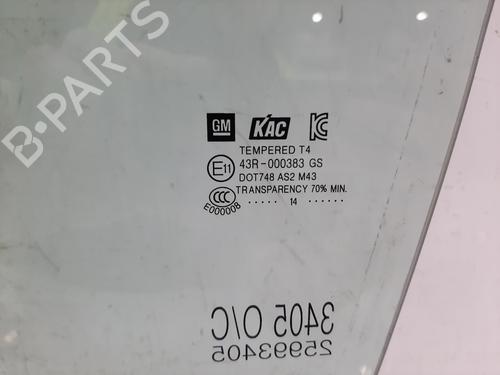 B-PARTS
GM KAC KC
TEMPERED T4
E11 43R-000383 GS
DOT748 AS2 M43
CCC TRANSPARENCY 70% MIN.
E000008 ····· 14 ···
3405 O/C
25993405